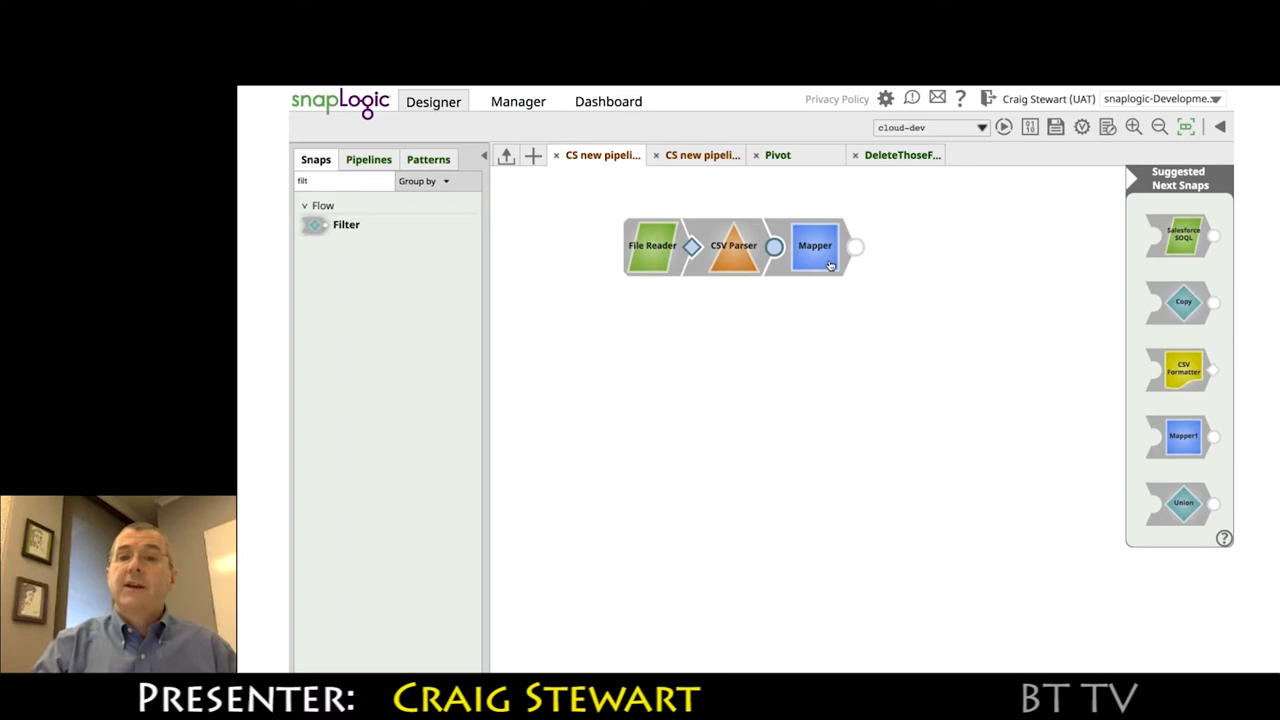 snapLogic
Designer
Manager
Dashboard
Privacy Policy
Craig Stewart (UAT)
snaplogic-Developme...
cloud-dev
Snaps
Pipelines
Patterns
CS new pipeli...
CS new pipeli...
Pivot
DeleteThoseF...
filt
Group by
Flow
Filter
File Reader
CSV Parser
Mapper
Suggested
Next Snaps
Salesforce
SOQL
Copy
CSV
Formatter
Mapper1
Union
Presenter: Craig Stewart
BT TV